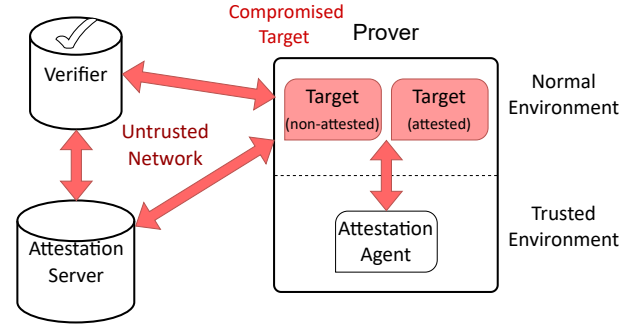 Compromised
Target
Prover
Verifier
Target
(non-attested)
Target
(attested)
Normal
Environment
Untrusted
Network
Attestation
Server
Attestation
Agent
Trusted
Environment